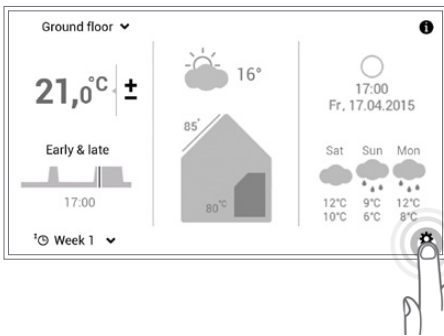 Ground floor
21,0°C ±
Early & late
17:00
1 Week 1
16°
85°
80°C
17:00
Fr, 17.04.2015
Sat Sun Mon
12°C 9°C 12°C
10°C 6°C 8°C